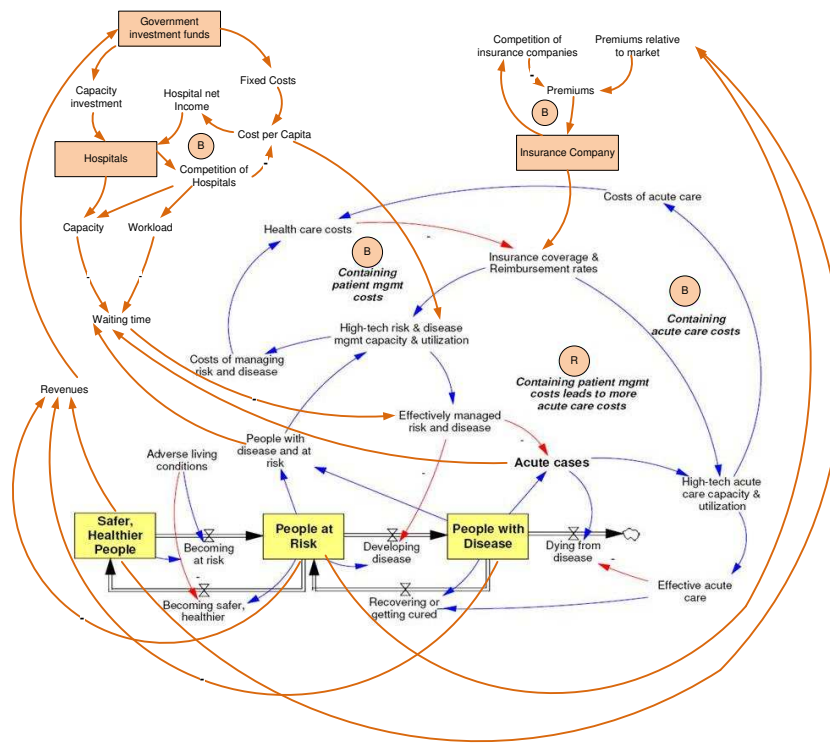 Government
investment funds
Competition of
insurance companies
Premiums relative
to market
Fixed Costs
Capacity
investment
Hospital net
Income
Premiums
B
Cost per Capita
Hospitals
B
Insurance Company
Competition of
Hospitals
-
Costs of acute care
Capacity
Workload
Health care costs
-
B
Containing
patient mgmt
costs
Insurance coverage &
Reimbursement rates
-
-
B
Containing
acute care costs
Waiting time
High-tech risk & disease
mgmt capacity & utilization
Costs of managing
risk and disease
R
Containing patient mgmt
costs leads to more
acute care costs
Revenues
-
Effectively managed
risk and disease
-
People with
disease and at
risk
Adverse living
conditions
-
Acute cases
High-tech acute
care capacity &
utilization
Safer,
Healthier
People
People at
Risk
People with
Disease
Becoming
at risk
Developing
disease
Dying from
disease
-
-
Becoming safer,
healthier
Recovering or
getting cured
Effective acute
care
-
-